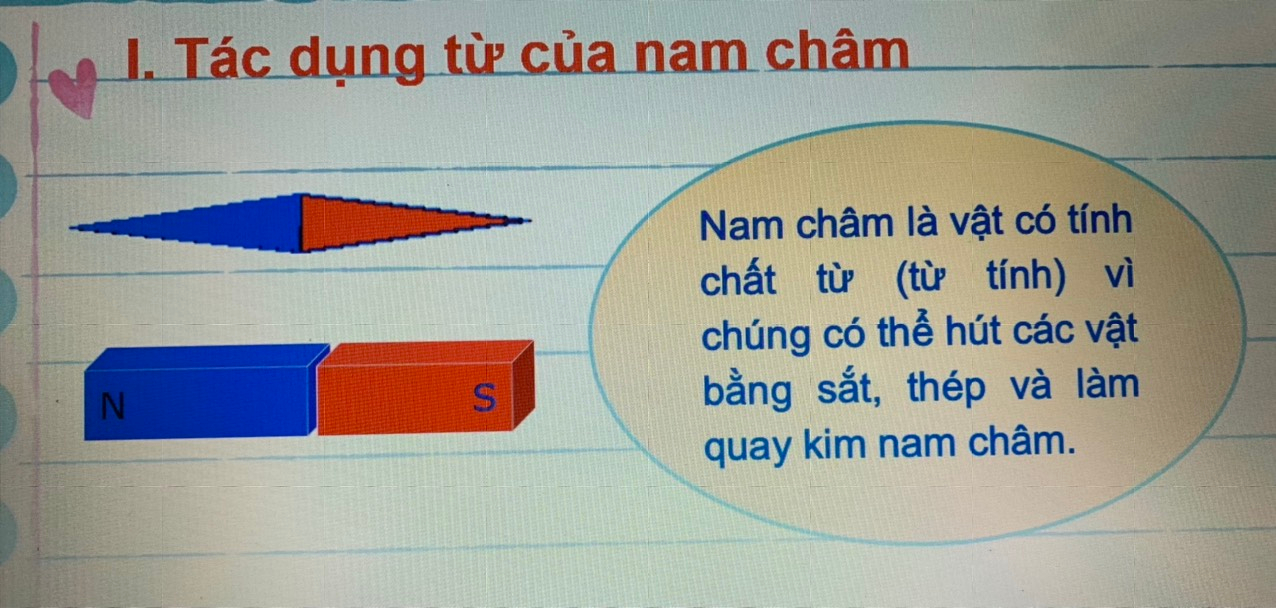 I. Tác dụng từ của nam châm
Nam châm là vật có tính
chất từ (từ tính) vì
chúng có thể hút các vật
bằng sắt, thép và làm
quay kim nam châm.
N
S